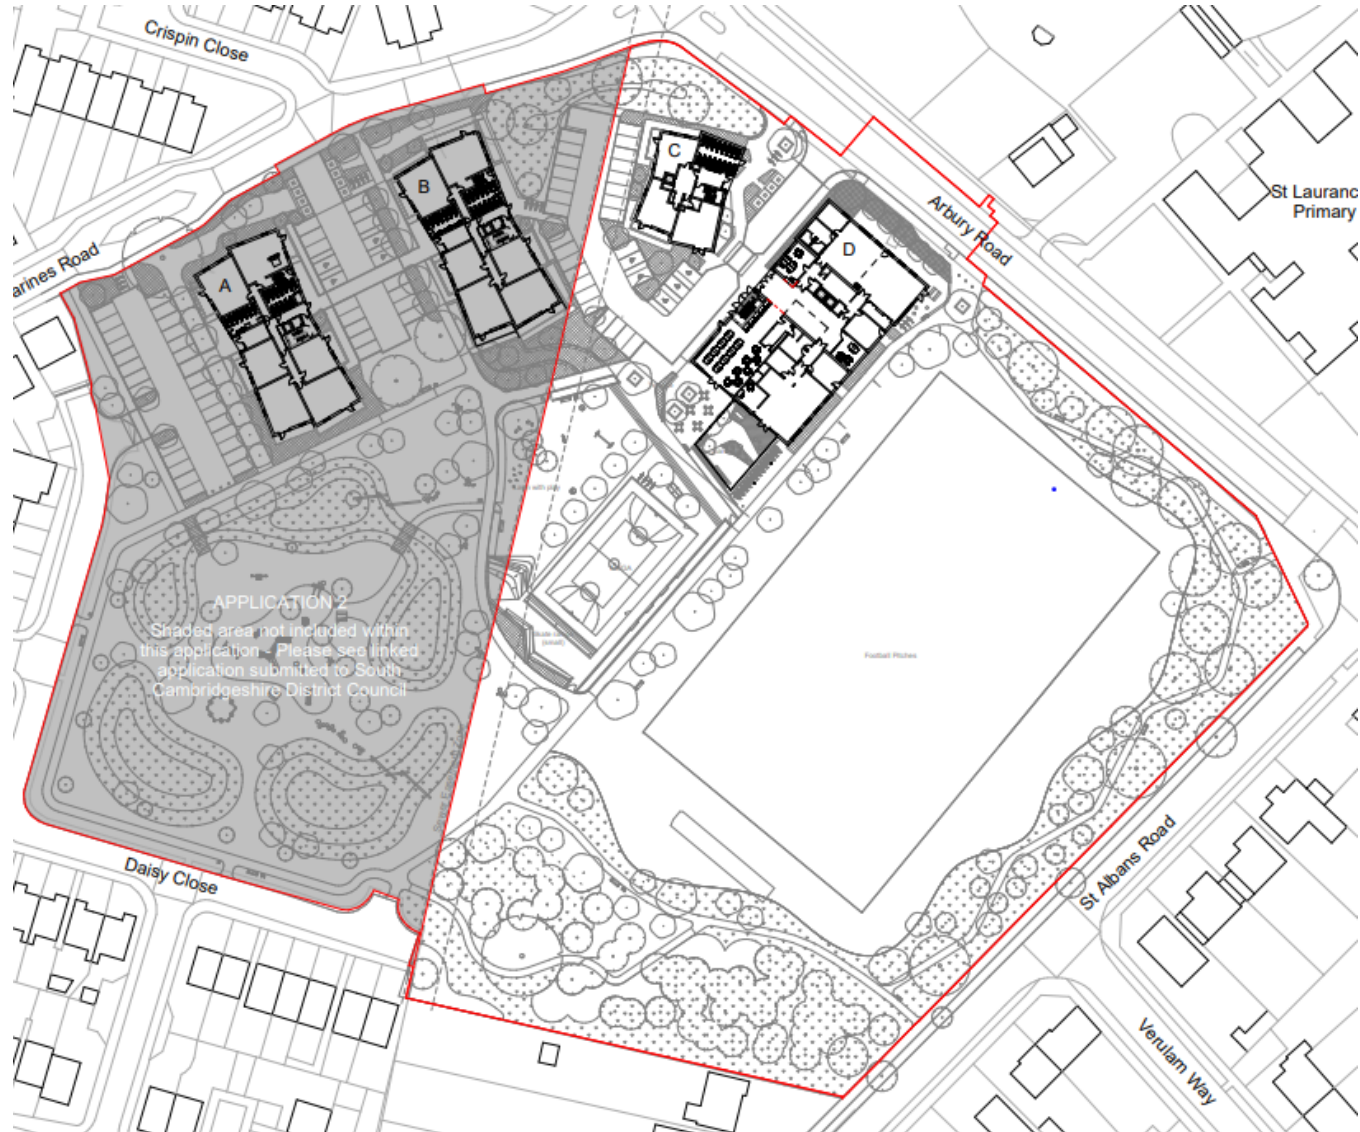 Crispin Close
C
B
St Lauranc
Primary
Arbury Road
D
arines Road
A
APPLICATION 2
Shaded area not included within
this application - Please see linked
application submitted to South
Cambridgeshire District Council
Football Pitches
Daisy Close
St Albans Road
Verulam Way